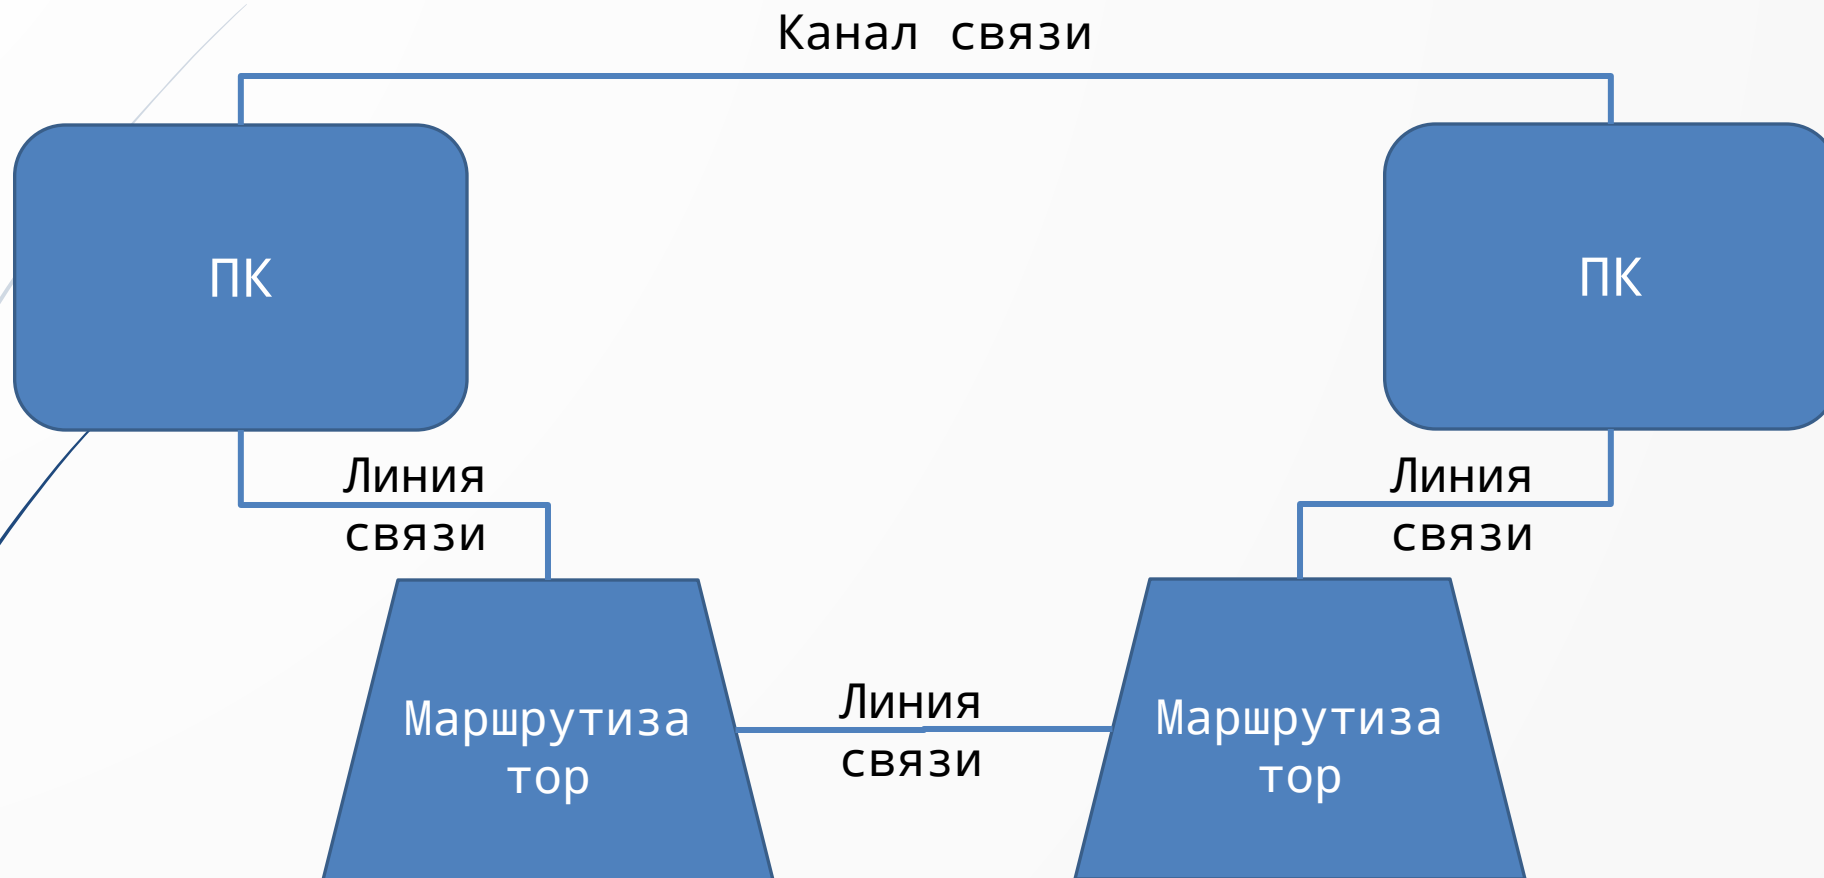 Канал связи
ПК
ПК
Линия
связи
Линия
связи
Маршрутиза
тор
Линия
связи
Маршрутиза
тор